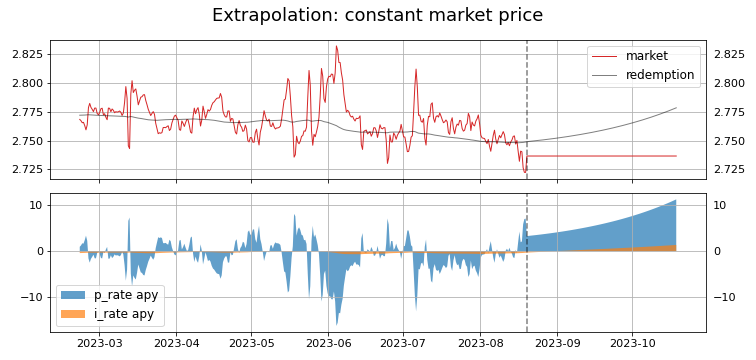 Extrapolation: constant market price
2.825 2.825
market
2.800 redemption 2.800
2.775 2.775
2.750 2.750
2.725 2.725
10 10
0 0
p_rate apy
−10 −10
i_rate apy
2023-03 2023-04 2023-05 2023-06 2023-07 2023-08 2023-09 2023-10